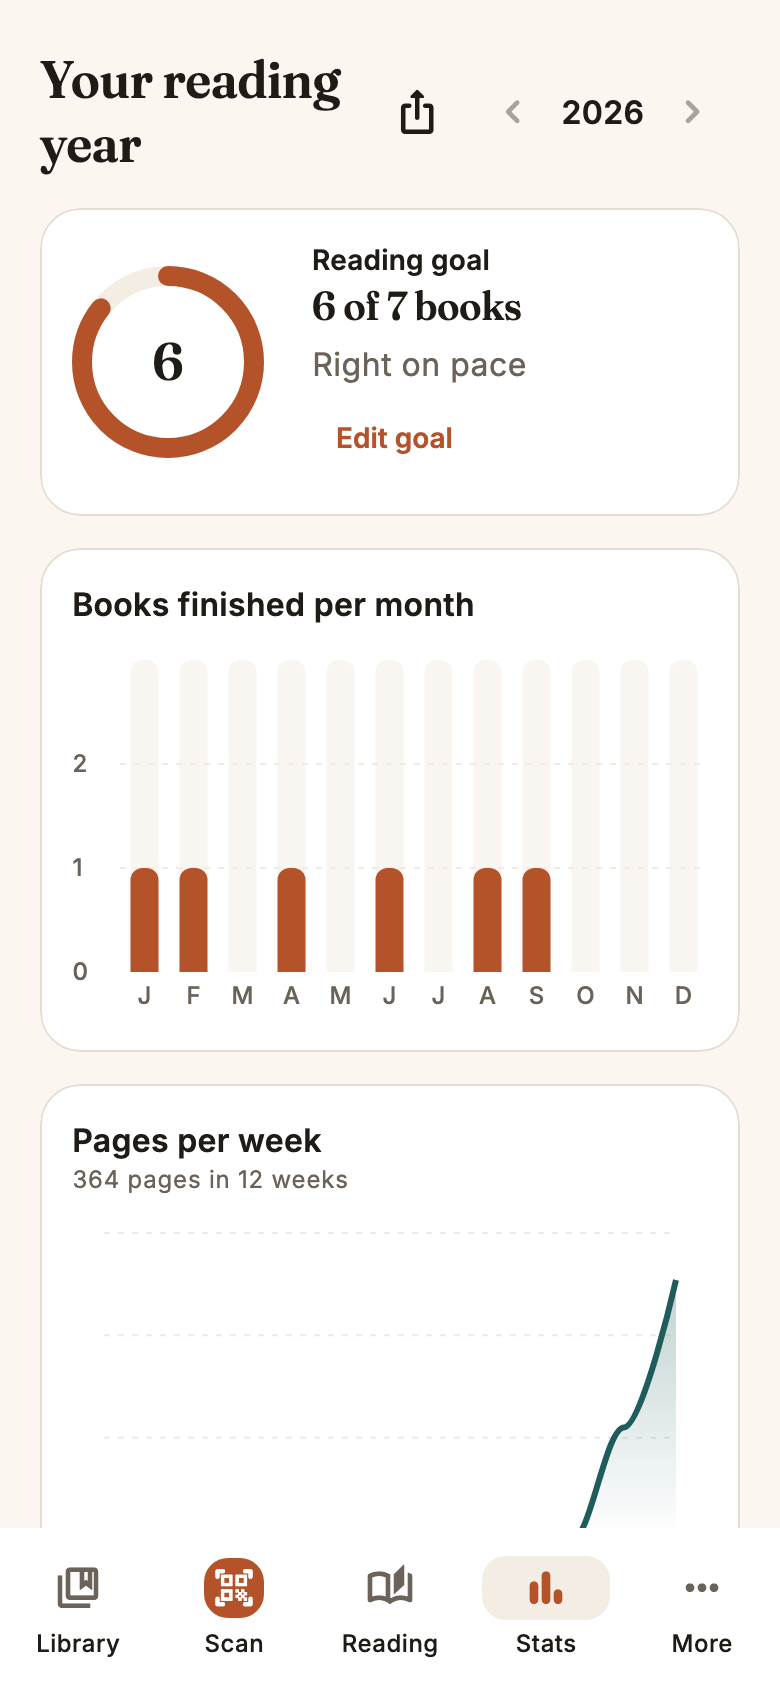 Your reading
year
2026
Reading goal
6 of 7 books
Right on pace
Edit goal
6
Books finished per month
2
1
0
J F M A M J J A S O N D
Pages per week
364 pages in 12 weeks
Library Scan Reading Stats More